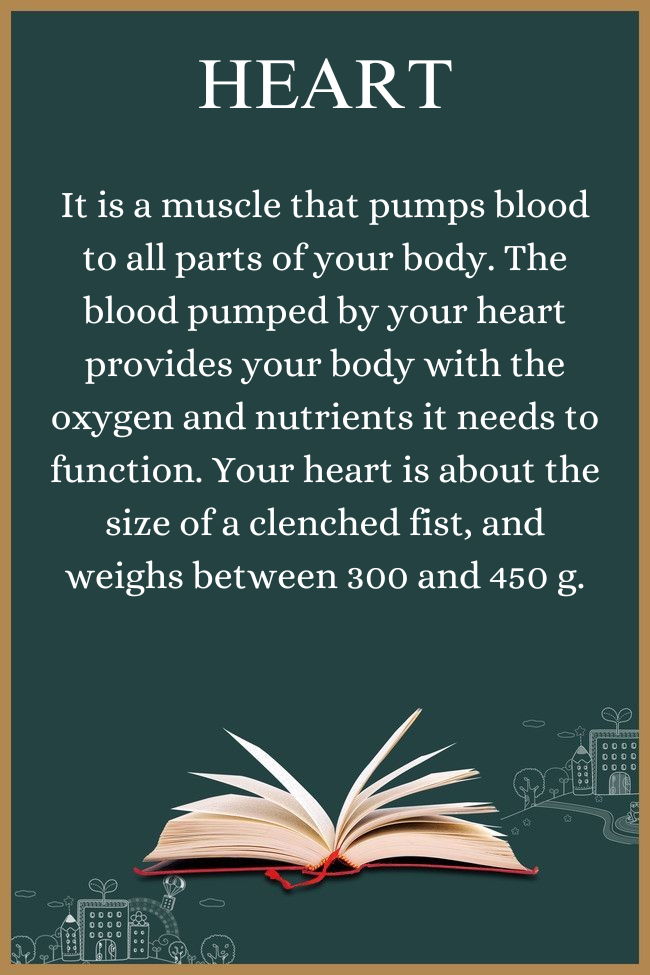 HEART
It is a muscle that pumps blood
to all parts of your body. The
blood pumped by your heart
provides your body with the
oxygen and nutrients it needs to
function. Your heart is about the
size of a clenched fist, and
weighs between 300 and 450 g.